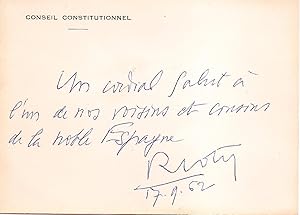 CONSEIL CONSTITUTIONNEL
Un cordial salut à
l'un de nos voisins et cousins
de la noble Espagne
17.9.62